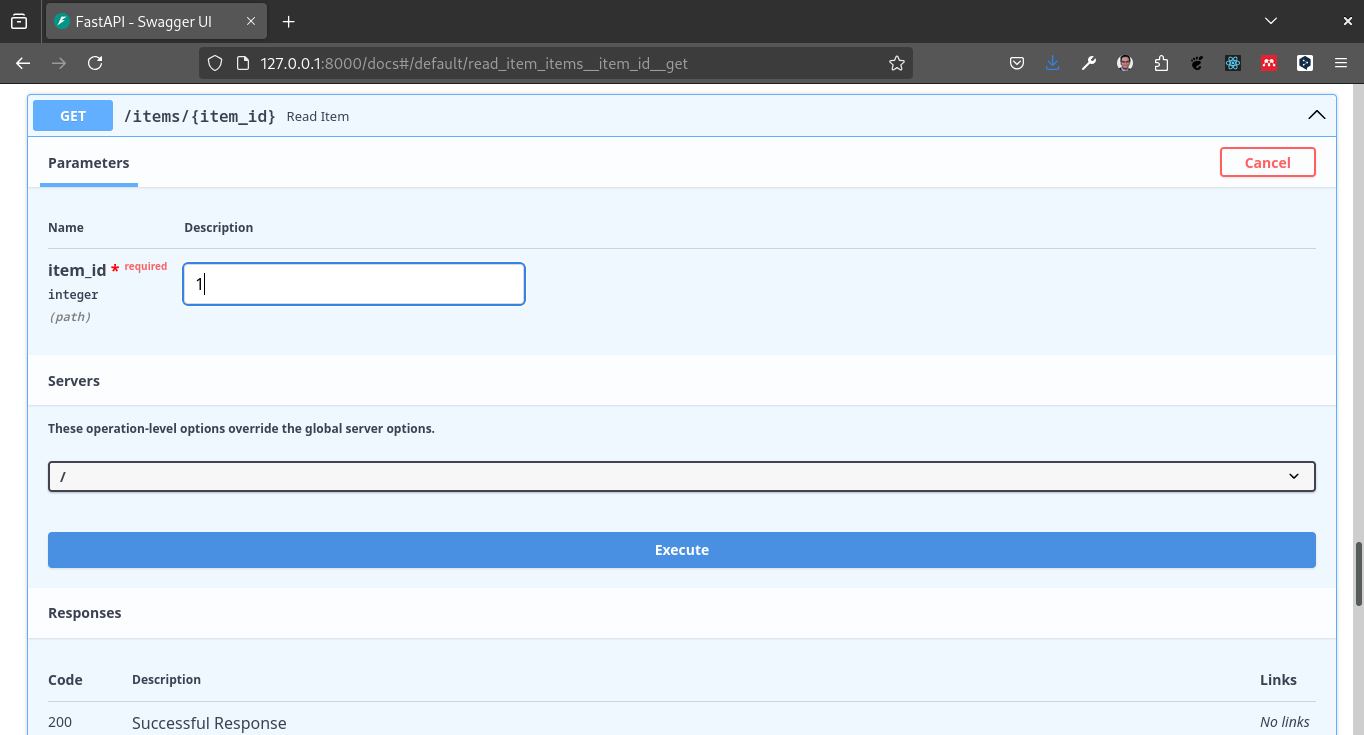 FastAPI - Swagger UI
127.0.0.1:8000/docs#/default/read_item_items__item_id__get
GET /items/{item_id} Read Item
Parameters Cancel
Name Description
item_id * required
1
integer
(path)
Servers
These operation-level options override the global server options.
/
Execute
Responses
Code Description Links
200 Successful Response No links